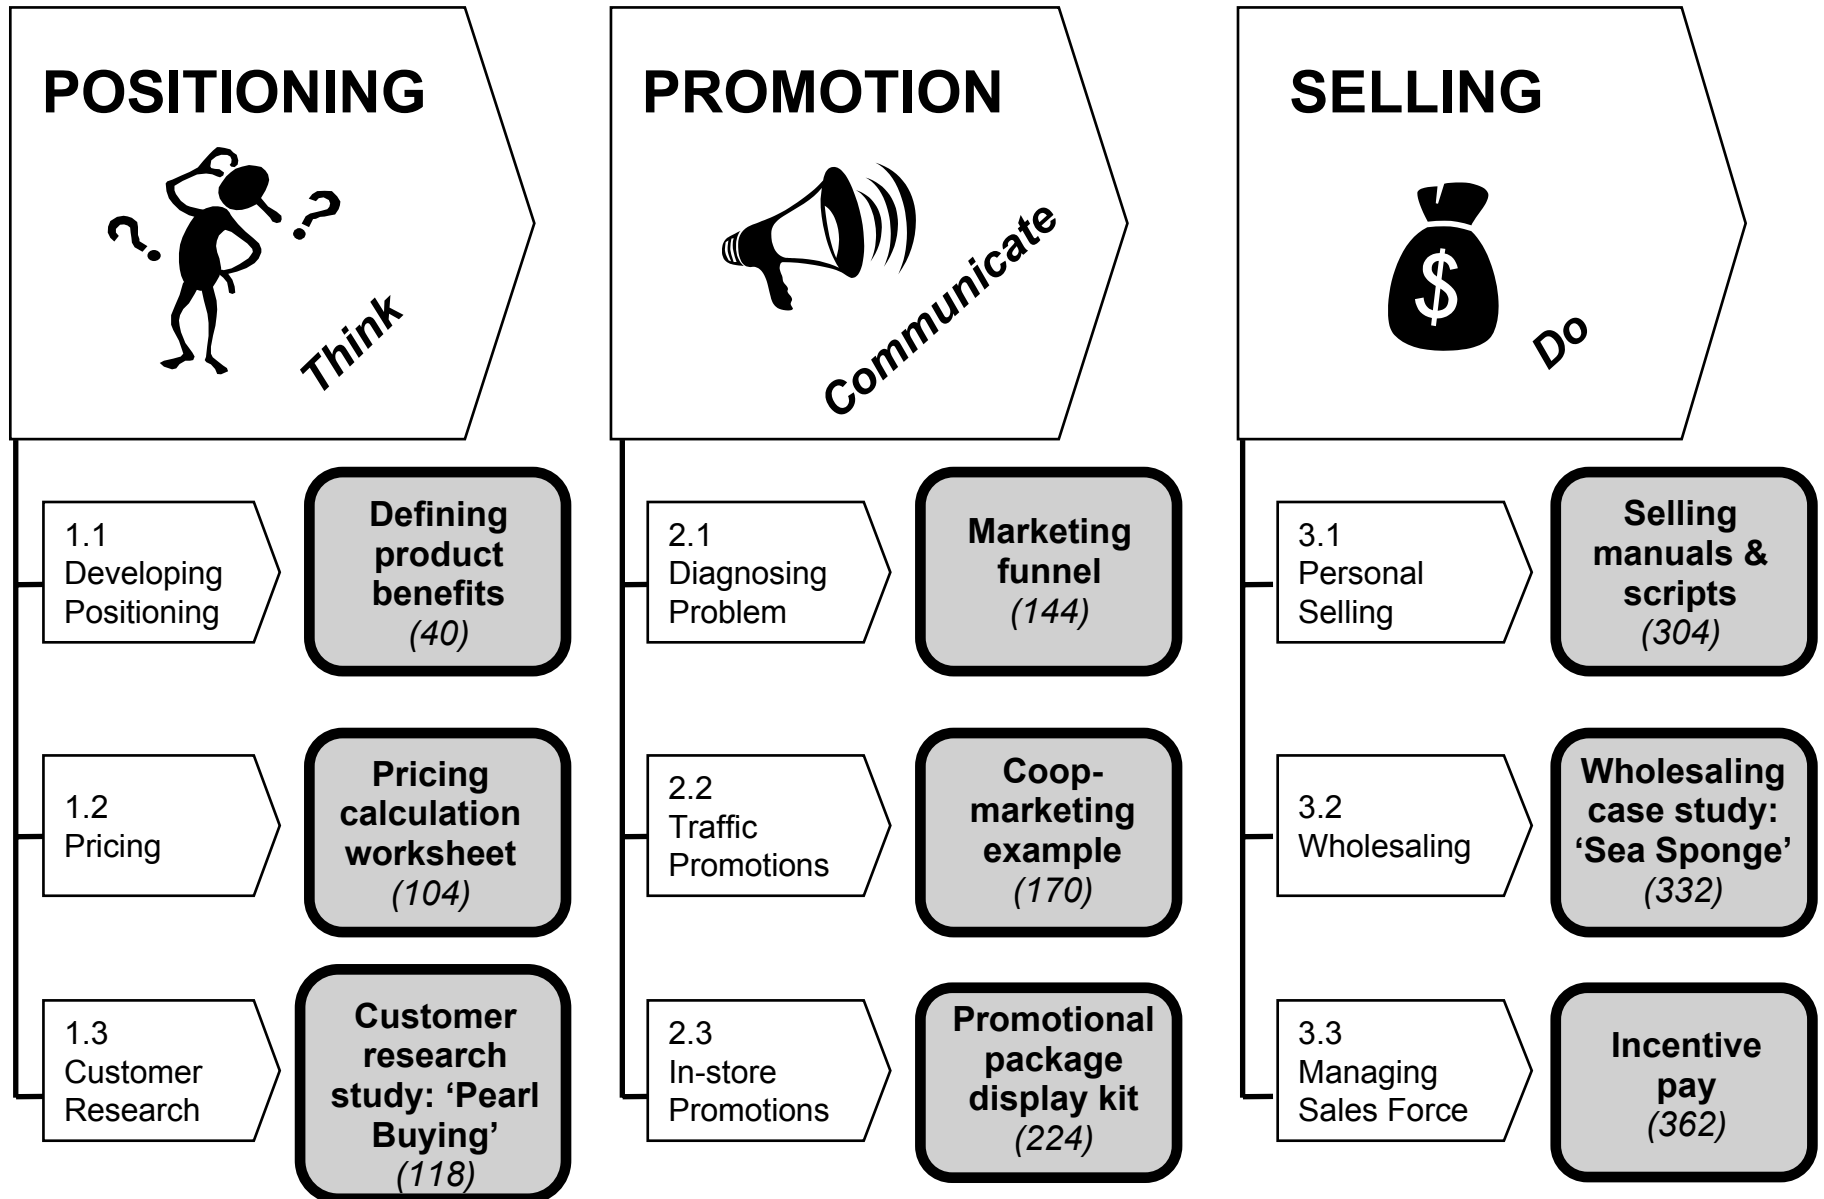 POSITIONING
? ?
Think
1.1
Developing
Positioning
Defining
product
benefits
(40)
1.2
Pricing
Pricing
calculation
worksheet
(104)
1.3
Customer
Research
Customer
research
study: ‘Pearl
Buying’
(118)
PROMOTION
Communicate
2.1
Diagnosing
Problem
Marketing
funnel
(144)
2.2
Traffic
Promotions
Coop-
marketing
example
(170)
2.3
In-store
Promotions
Promotional
package
display kit
(224)
SELLING
$
Do
3.1
Personal
Selling
Selling
manuals &
scripts
(304)
3.2
Wholesaling
Wholesaling
case study:
‘Sea Sponge’
(332)
3.3
Managing
Sales Force
Incentive
pay
(362)